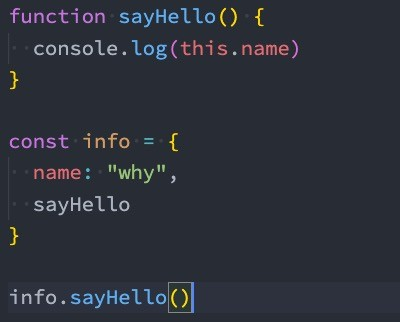 function sayHello() {
  console.log(this.name)
}

const info = {
  name: "why",
  sayHello
}

info.sayHello()